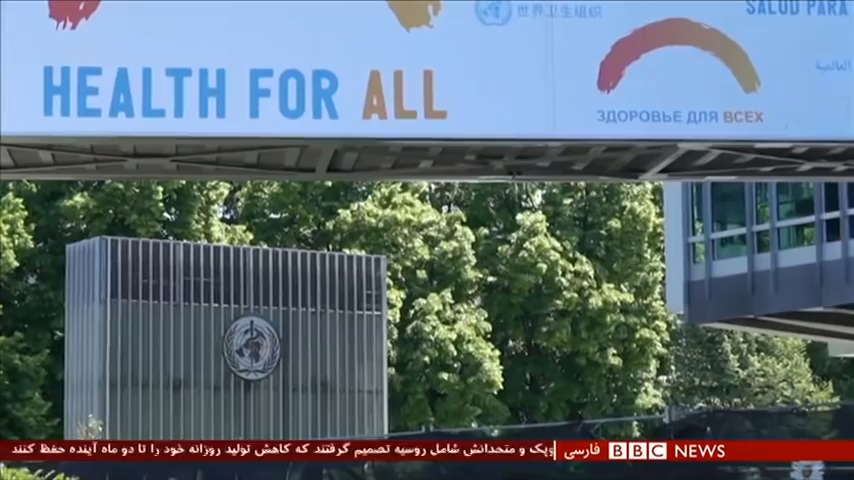 HEALTH FOR ALL
世界卫生组织
SALUD PARA
العالمية
ЗДОРОВЬЕ ДЛЯ ВСЕХ
وپک و متحدانش شامل روسیه تصمیم گرفتند که کاهش تولید روزانه خود را تا دو ماه آینده حفظ کنند
فارسی BBC NEWS